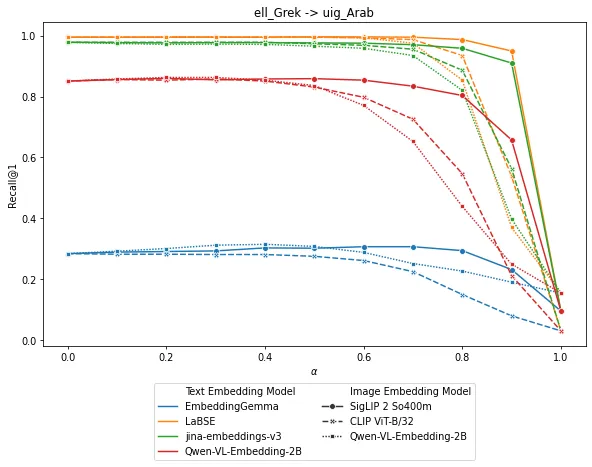 ell_Grek -> uig_Arab
Recall@1
1.0
0.8
0.6
0.4
0.2
0.0
0.0 0.2 0.4 0.6 0.8 1.0
α
Text Embedding Model
EmbeddingGemma
LaBSE
jina-embeddings-v3
Qwen-VL-Embedding-2B
Image Embedding Model
SigLIP 2 So400m
CLIP ViT-B/32
Qwen-VL-Embedding-2B